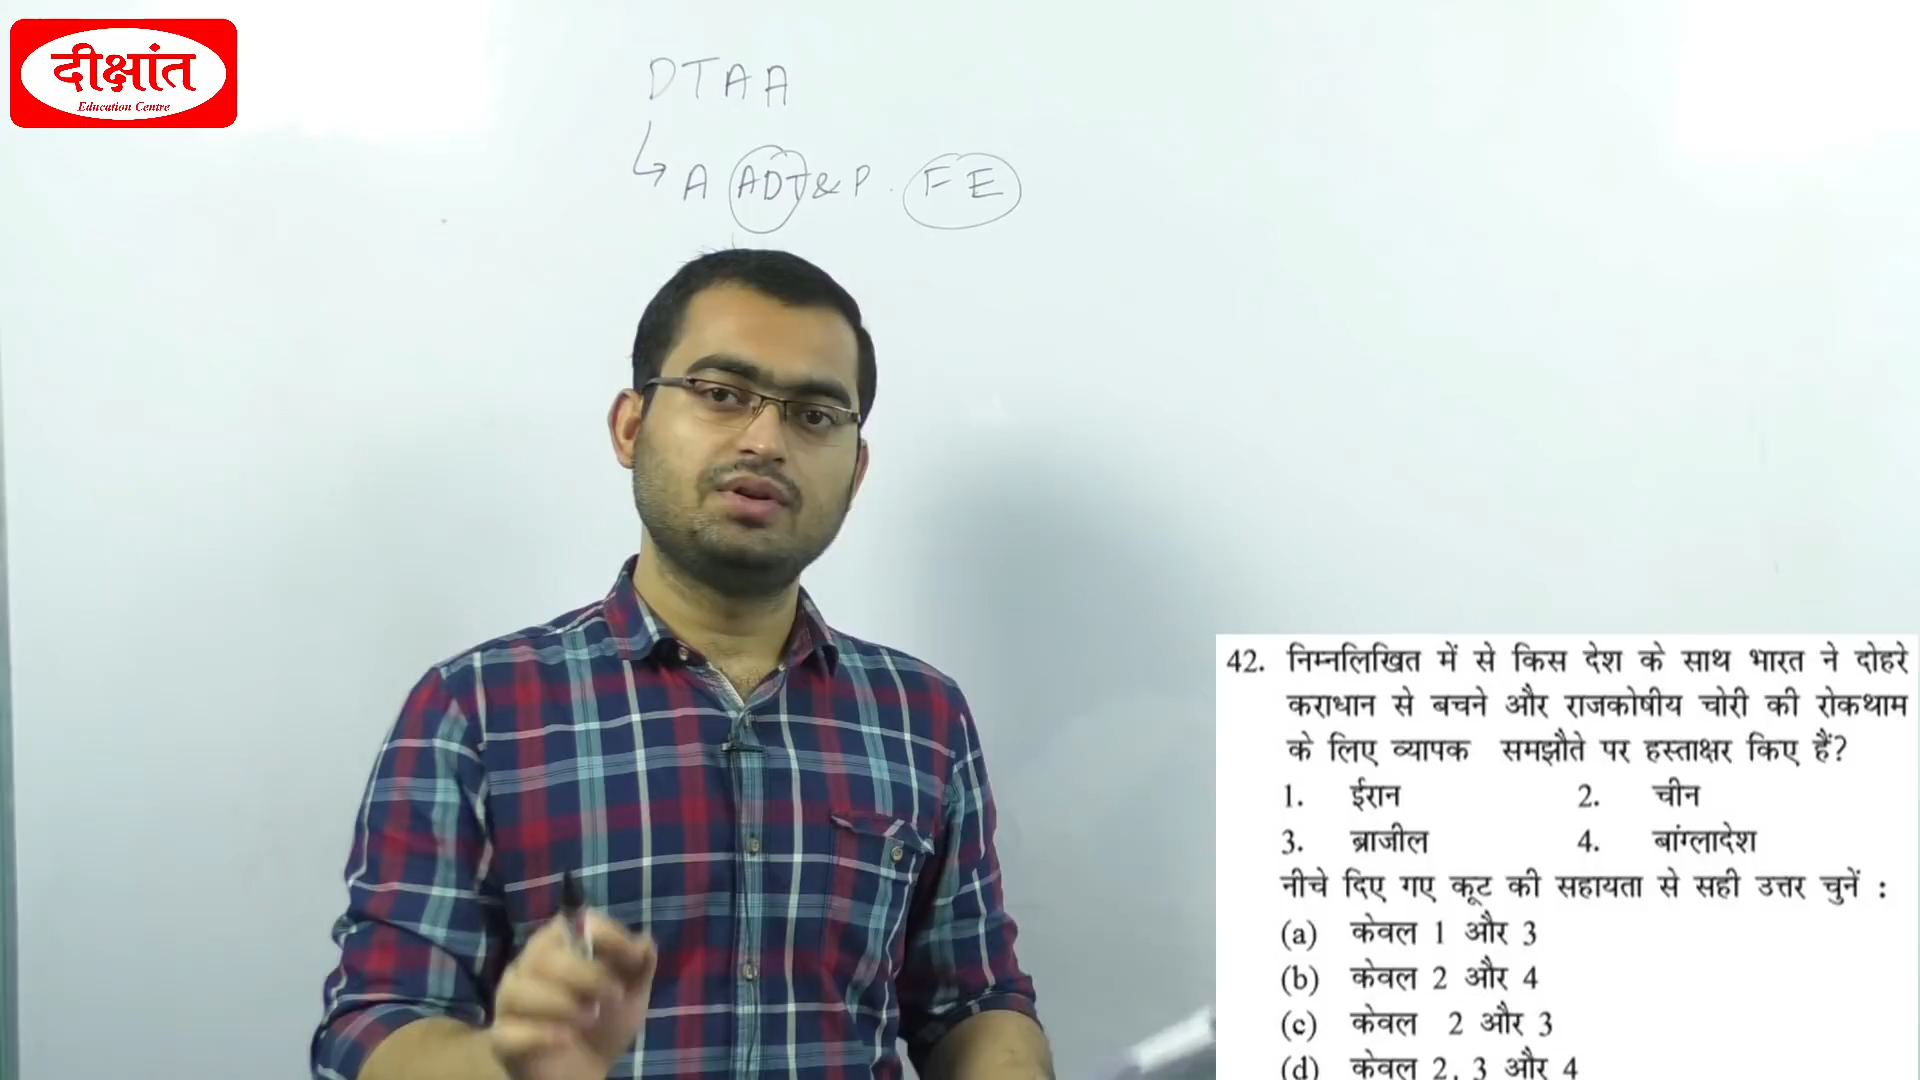 दीक्षांत
Education Centre
DTAA
↳ A ADT & P. FE
42. निम्नलिखित में से किस देश के साथ भारत ने दोहरे
कराधान से बचने और राजकोषीय चोरी की रोकथाम
के लिए व्यापक समझौते पर हस्ताक्षर किए हैं?
1. ईरान 2. चीन
3. ब्राजील 4. बांग्लादेश
नीचे दिए गए कूट की सहायता से सही उत्तर चुनें :
(a) केवल 1 और 3
(b) केवल 2 और 4
(c) केवल 2 और 3
(d) केवल 2, 3 और 4